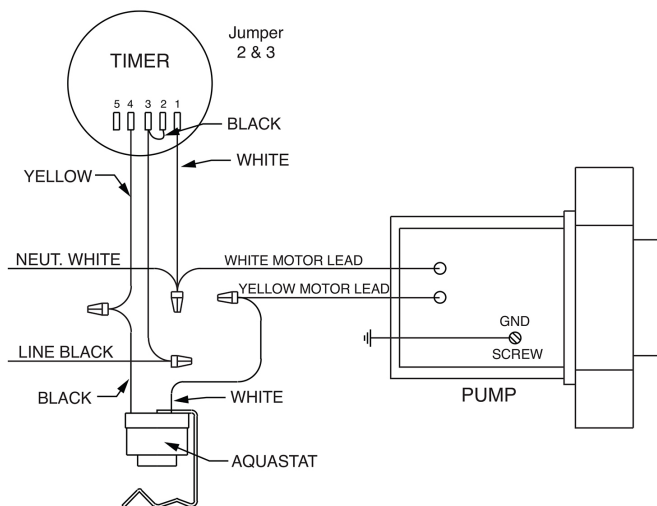 Jumper
2 & 3
TIMER
5 4 3 2 1
BLACK
WHITE
YELLOW
NEUT. WHITE
WHITE MOTOR LEAD
YELLOW MOTOR LEAD
GND
SCREW
LINE BLACK
PUMP
BLACK
WHITE
AQUASTAT